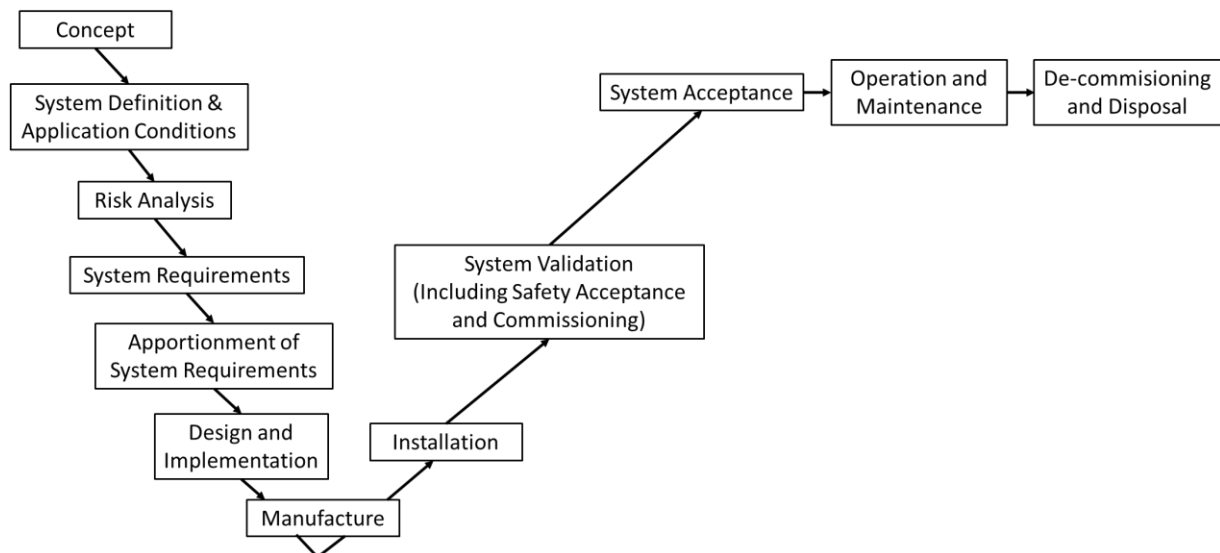 Concept
System Definition &
Application Conditions
Risk Analysis
System Requirements
Apportionment of
System Requirements
Design and
Implementation
Manufacture
Installation
System Validation
(Including Safety Acceptance
and Commissioning)
System Acceptance
Operation and
Maintenance
De-commisioning
and Disposal